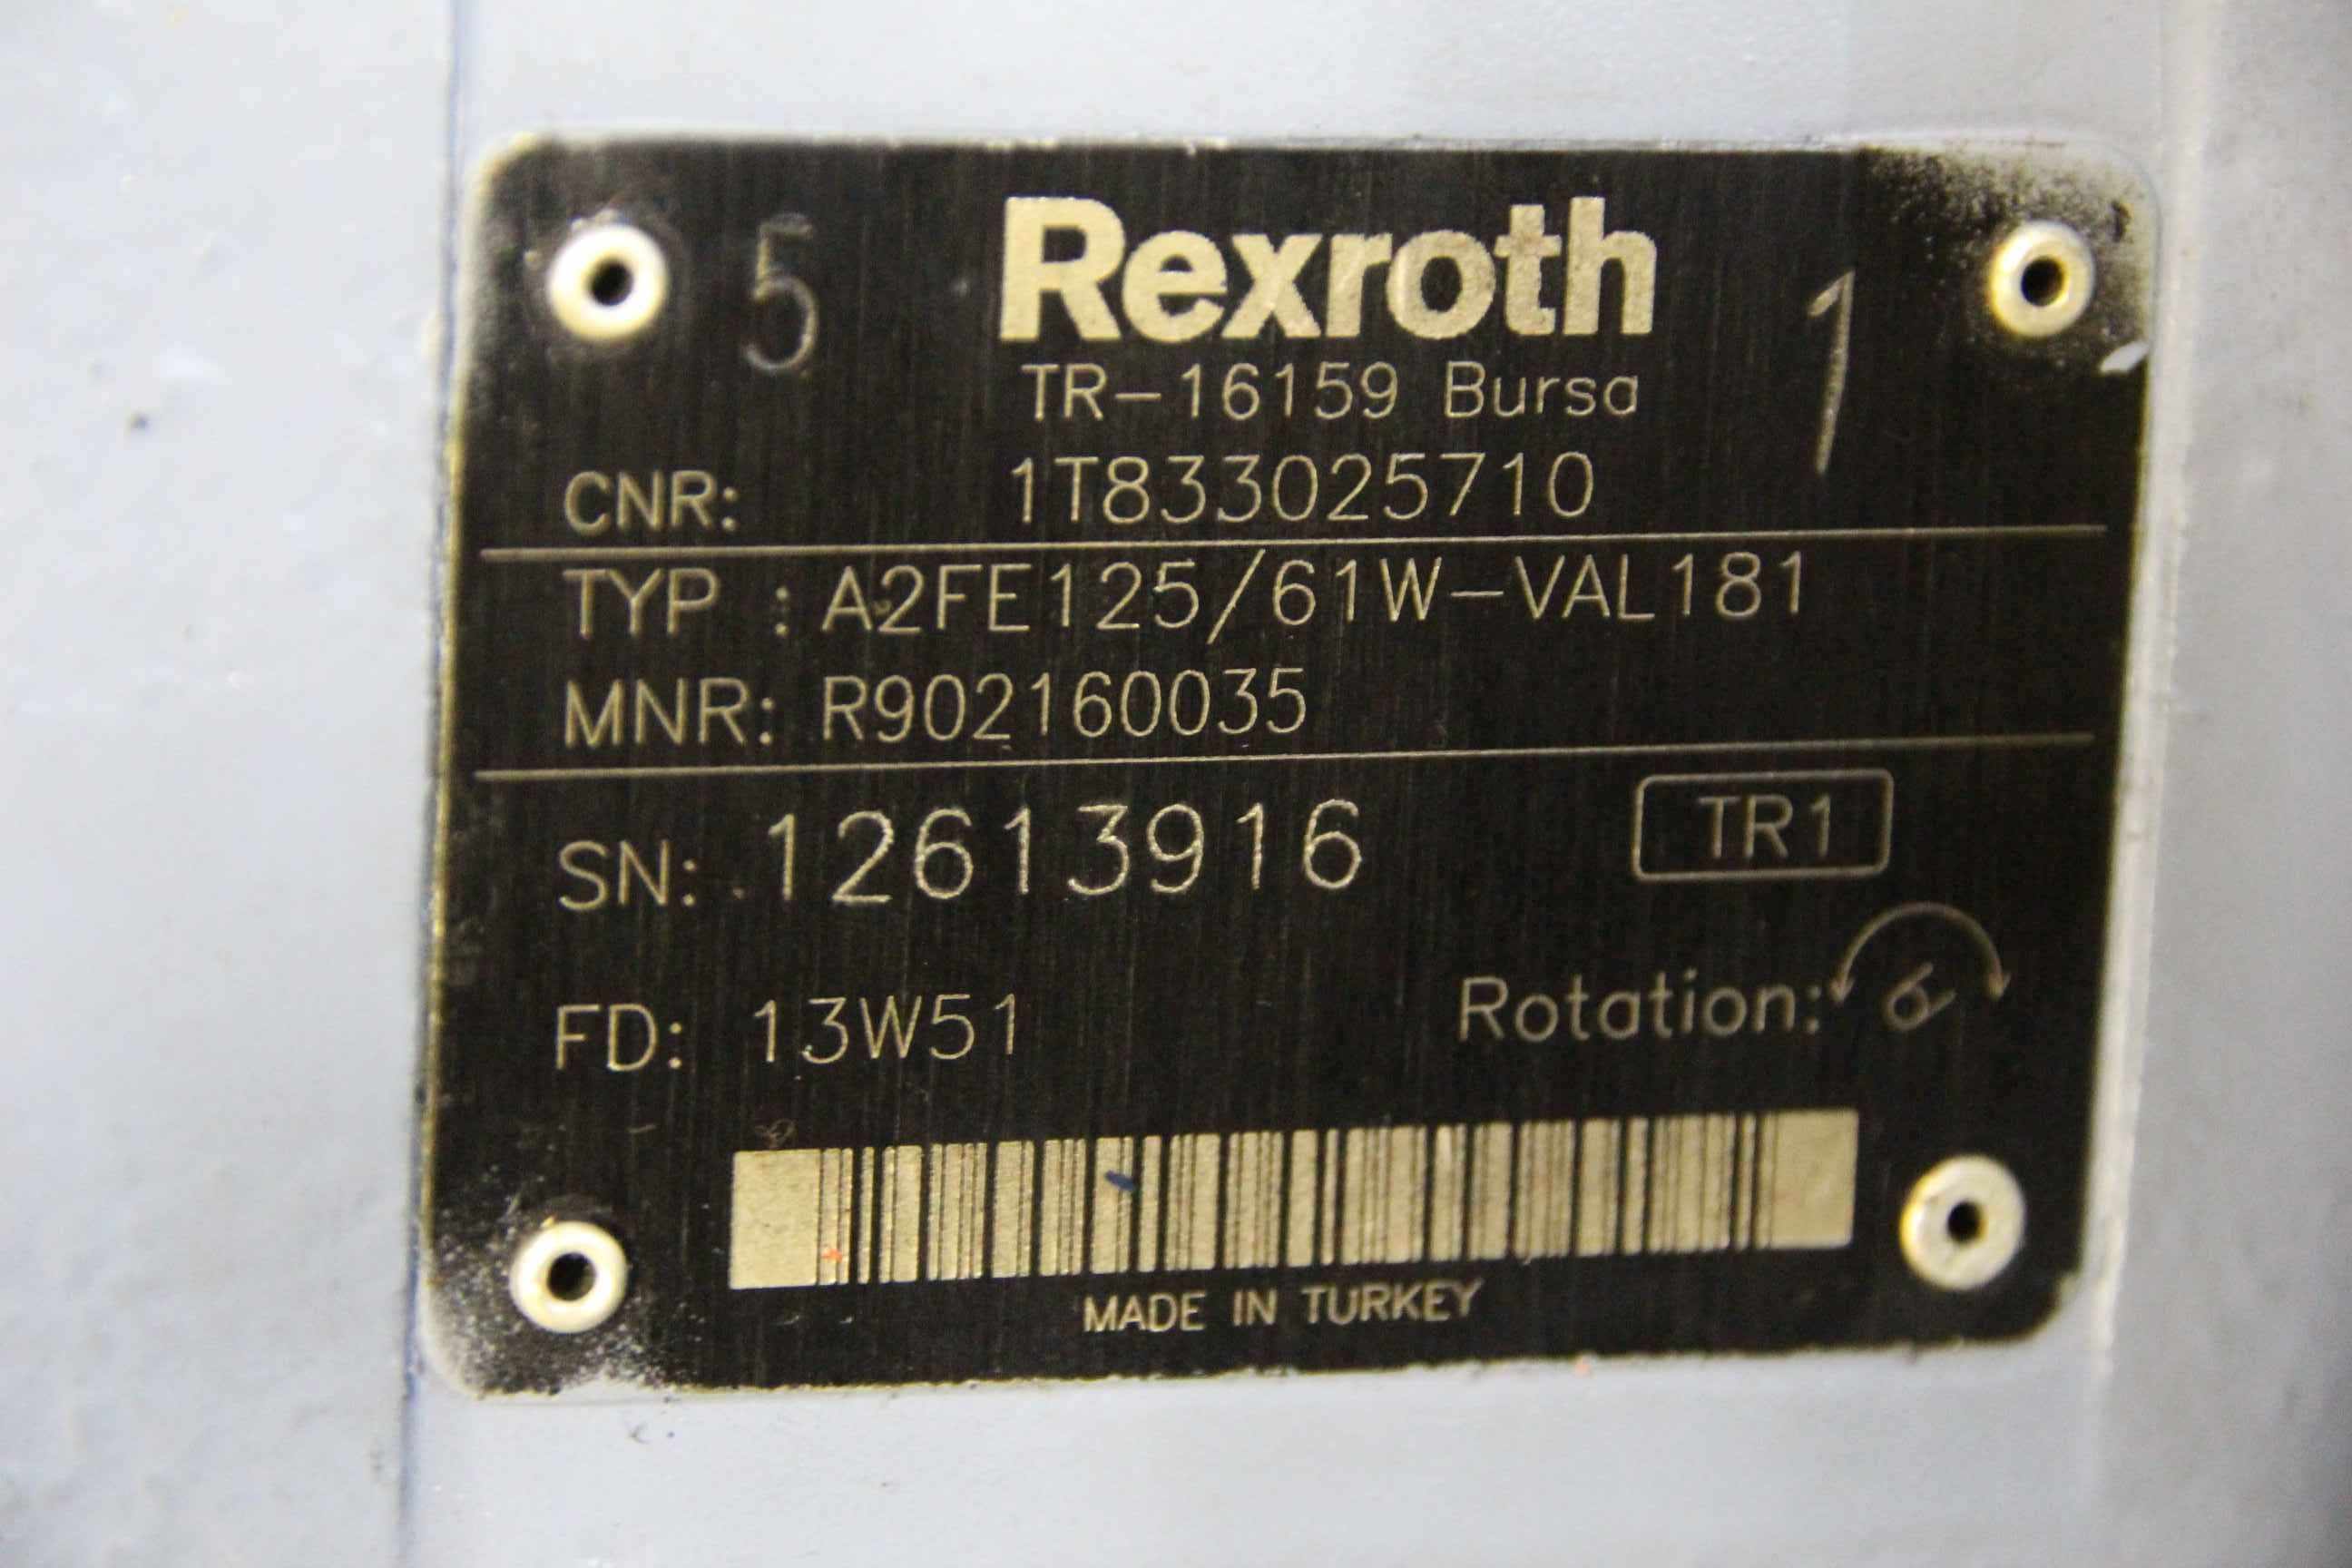 5 Rexroth 1
TR-16159 Bursa
CNR: 1T833025710
TYP : A2FE125/61W-VAL181
MNR: R902160035
SN: 12613916 TR1
FD: 13W51 Rotation:
MADE IN TURKEY